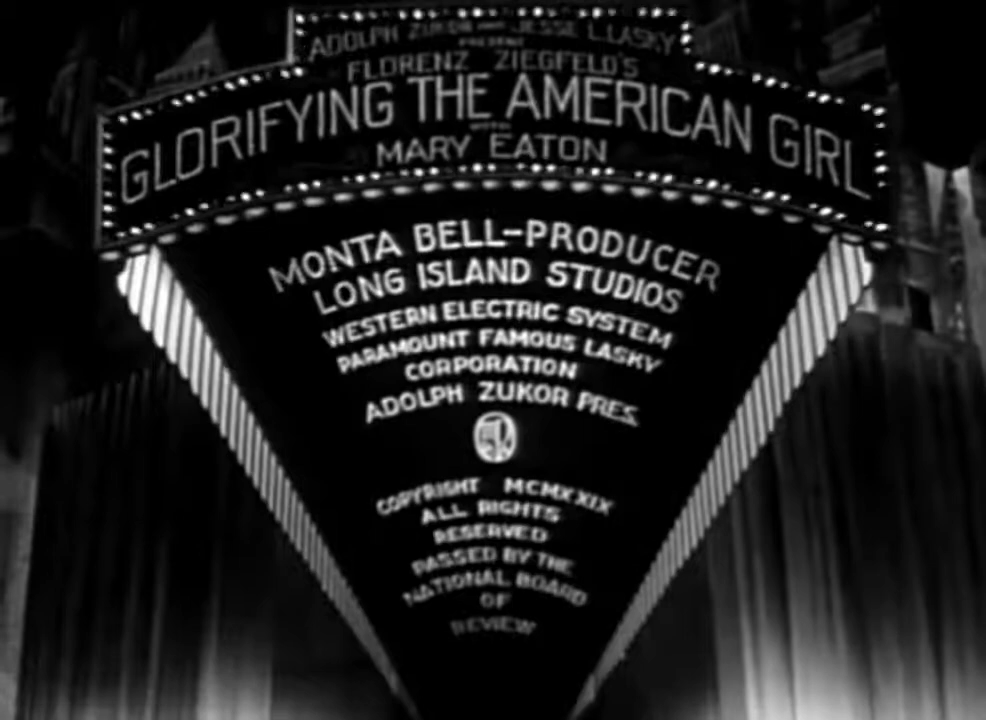 ADOLPH ZUKOR AND JESSE L. LASKY
PRESENT
FLORENZ ZIEGFELD'S
GLORIFYING THE AMERICAN GIRL
WITH
MARY EATON
MONTA BELL-PRODUCER
LONG ISLAND STUDIOS
WESTERN ELECTRIC SYSTEM
PARAMOUNT FAMOUS LASKY
CORPORATION
ADOLPH ZUKOR PRES.
COPYRIGHT MCMXXIX
ALL RIGHTS
RESERVED
PASSED BY THE
NATIONAL BOARD
OF
REVIEW